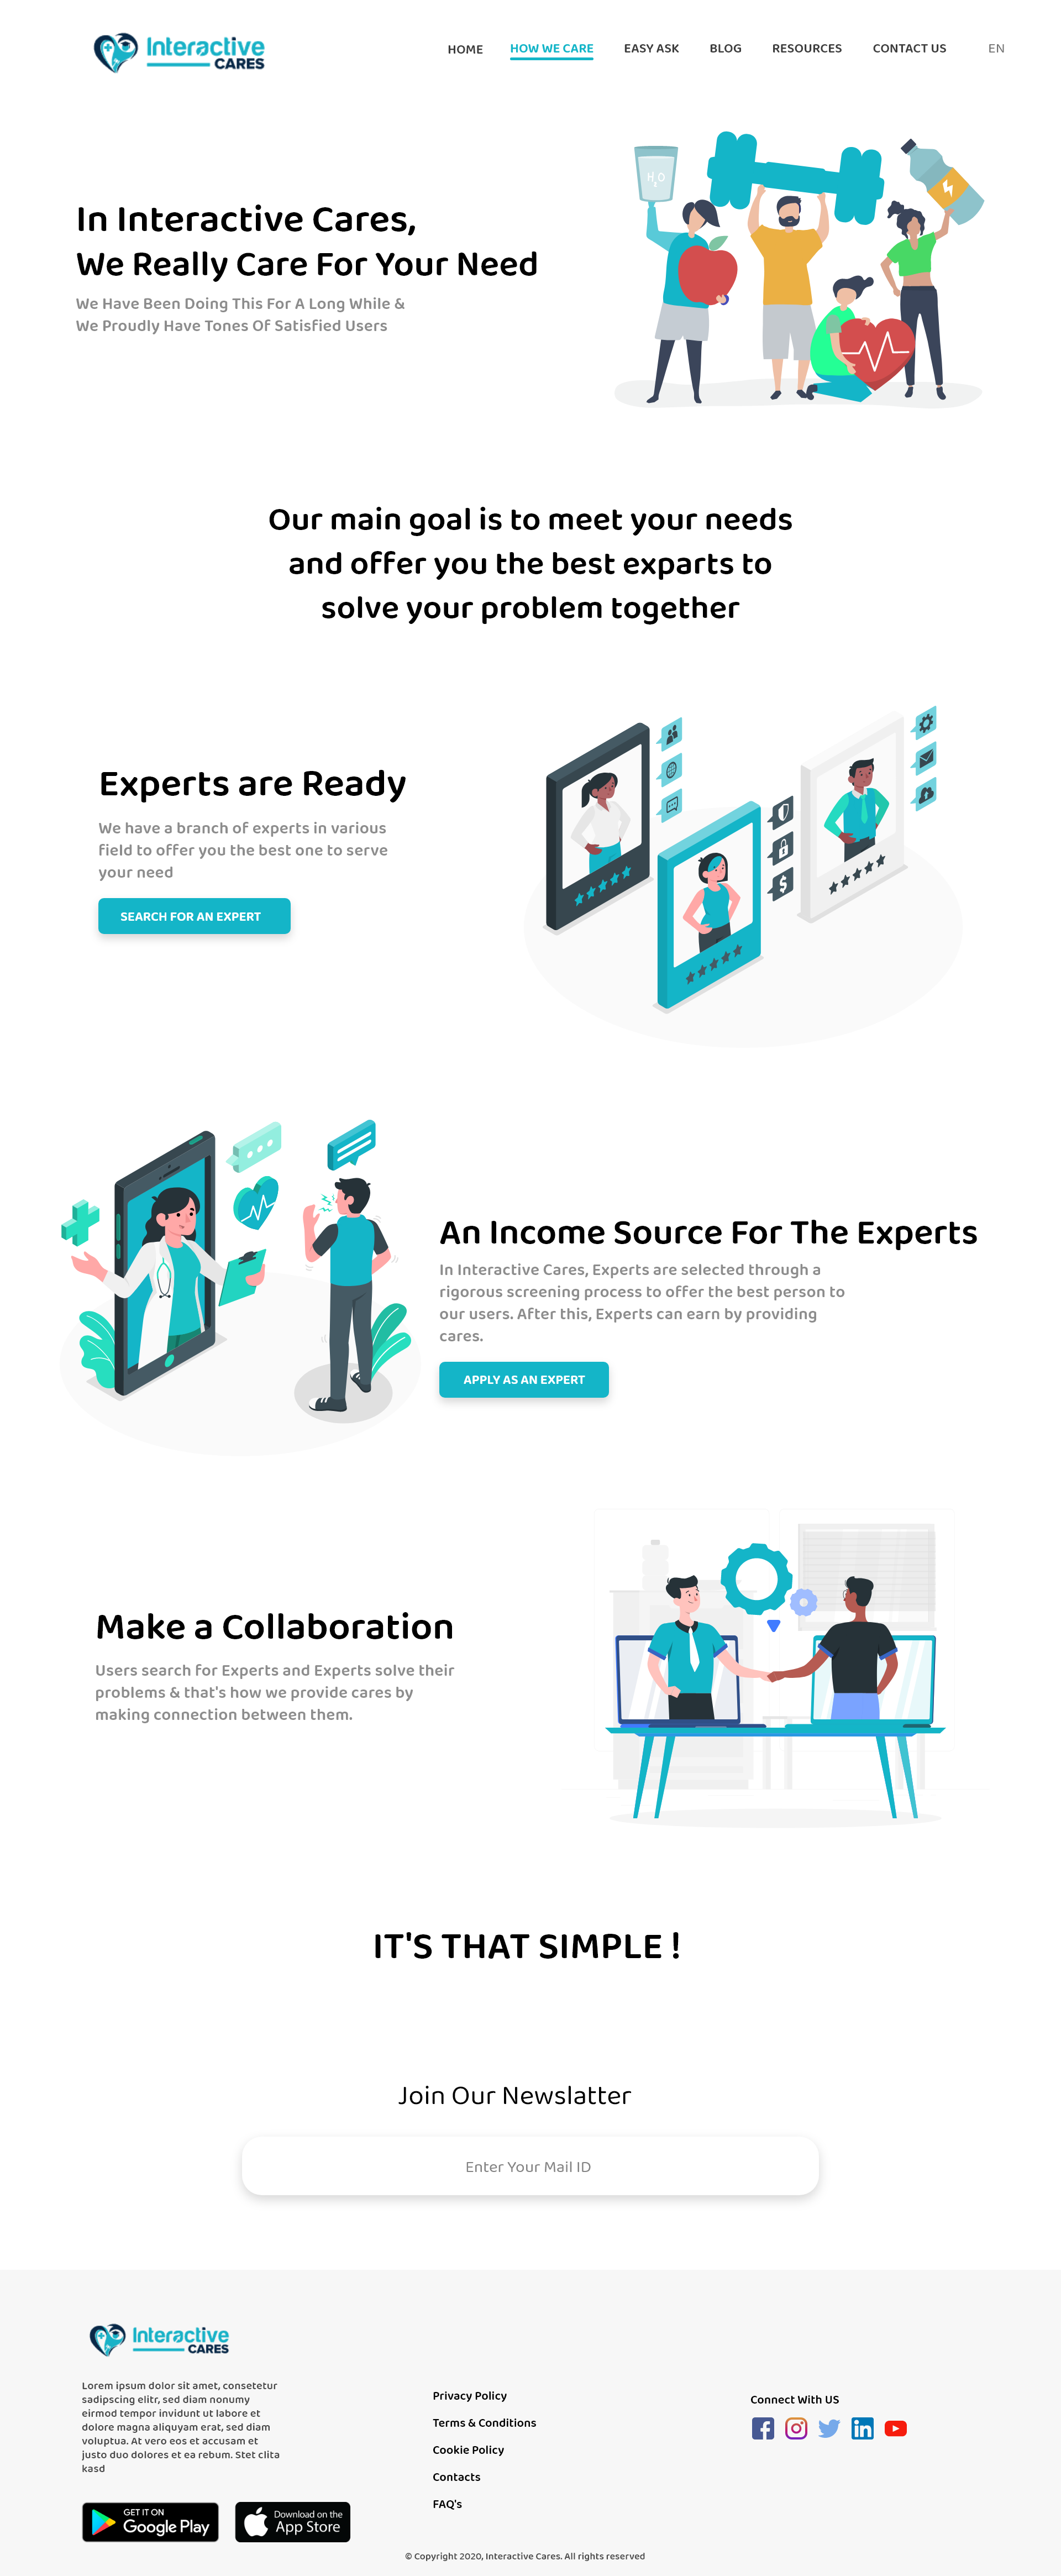 Interactive
CARES
HOME
HOW WE CARE
EASY ASK
BLOG
RESOURCES
CONTACT US
EN
H2O
In Interactive Cares,
We Really Care For Your Need
We Have Been Doing This For A Long While &
We Proudly Have Tones Of Satisfied Users
Our main goal is to meet your needs
and offer you the best exparts to
solve your problem together
Experts are Ready
We have a branch of experts in various
field to offer you the best one to serve
your need
SEARCH FOR AN EXPERT
$
An Income Source For The Experts
In Interactive Cares, Experts are selected through a
rigorous screening process to offer the best person to
our users. After this, Experts can earn by providing
cares.
APPLY AS AN EXPERT
Make a Collaboration
Users search for Experts and Experts solve their
problems & that's how we provide cares by
making connection between them.
IT'S THAT SIMPLE !
Join Our Newslatter
Enter Your Mail ID
Interactive
CARES
Lorem ipsum dolor sit amet, consetetur
sadipscing elitr, sed diam nonumy
eirmod tempor invidunt ut labore et
dolore magna aliquyam erat, sed diam
voluptua. At vero eos et accusam et
justo duo dolores et ea rebum. Stet clita
kasd
GET IT ON
Google Play
Download on the
App Store
Privacy Policy
Terms & Conditions
Cookie Policy
Contacts
FAQ's
Connect With US
in
© Copyright 2020, Interactive Cares. All rights reserved